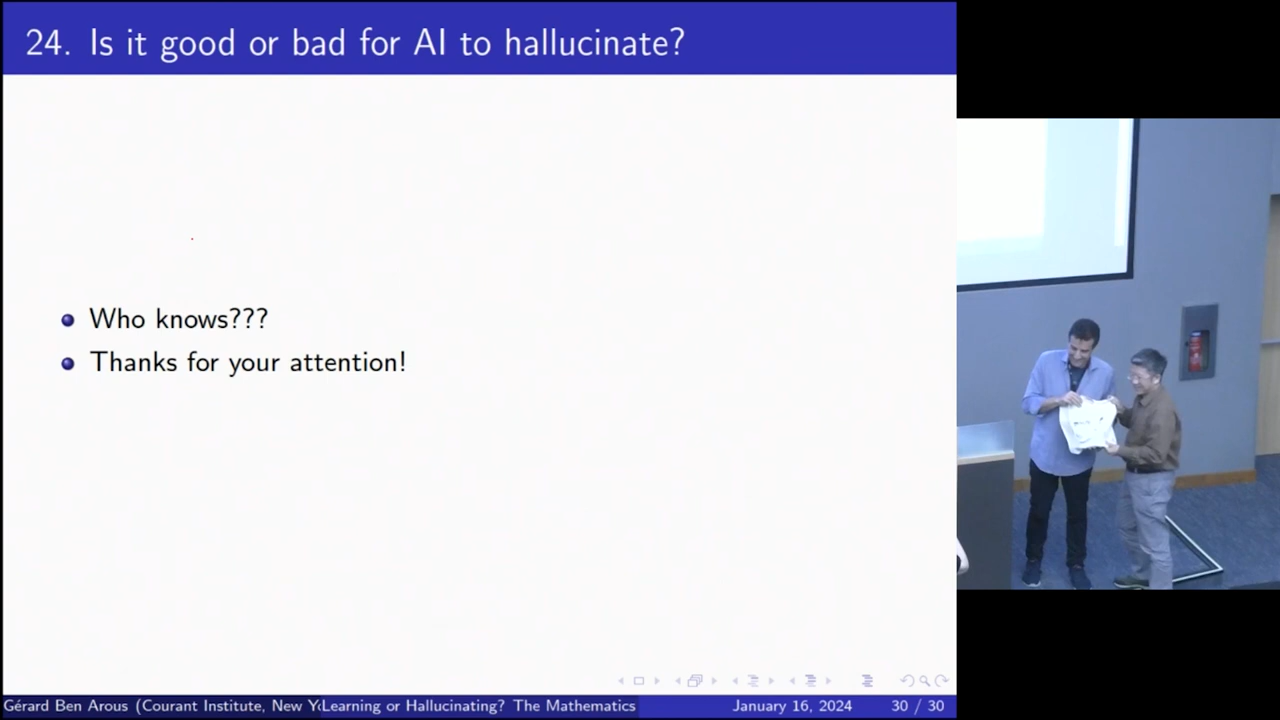 24. Is it good or bad for AI to hallucinate?
Who knows???
Thanks for your attention!
Gérard Ben Arous (Courant Institute, New Yo
Learning or Hallucinating? The Mathematics
January 16, 2024
30 / 30